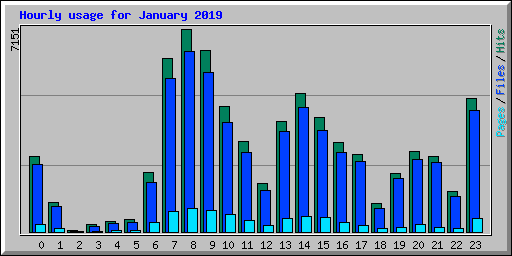 Hourly usage for January 2019
7151
Pages/Files/Hits
0 1 2 3 4 5 6 7 8 9 10 11 12 13 14 15 16 17 18 19 20 21 22 23